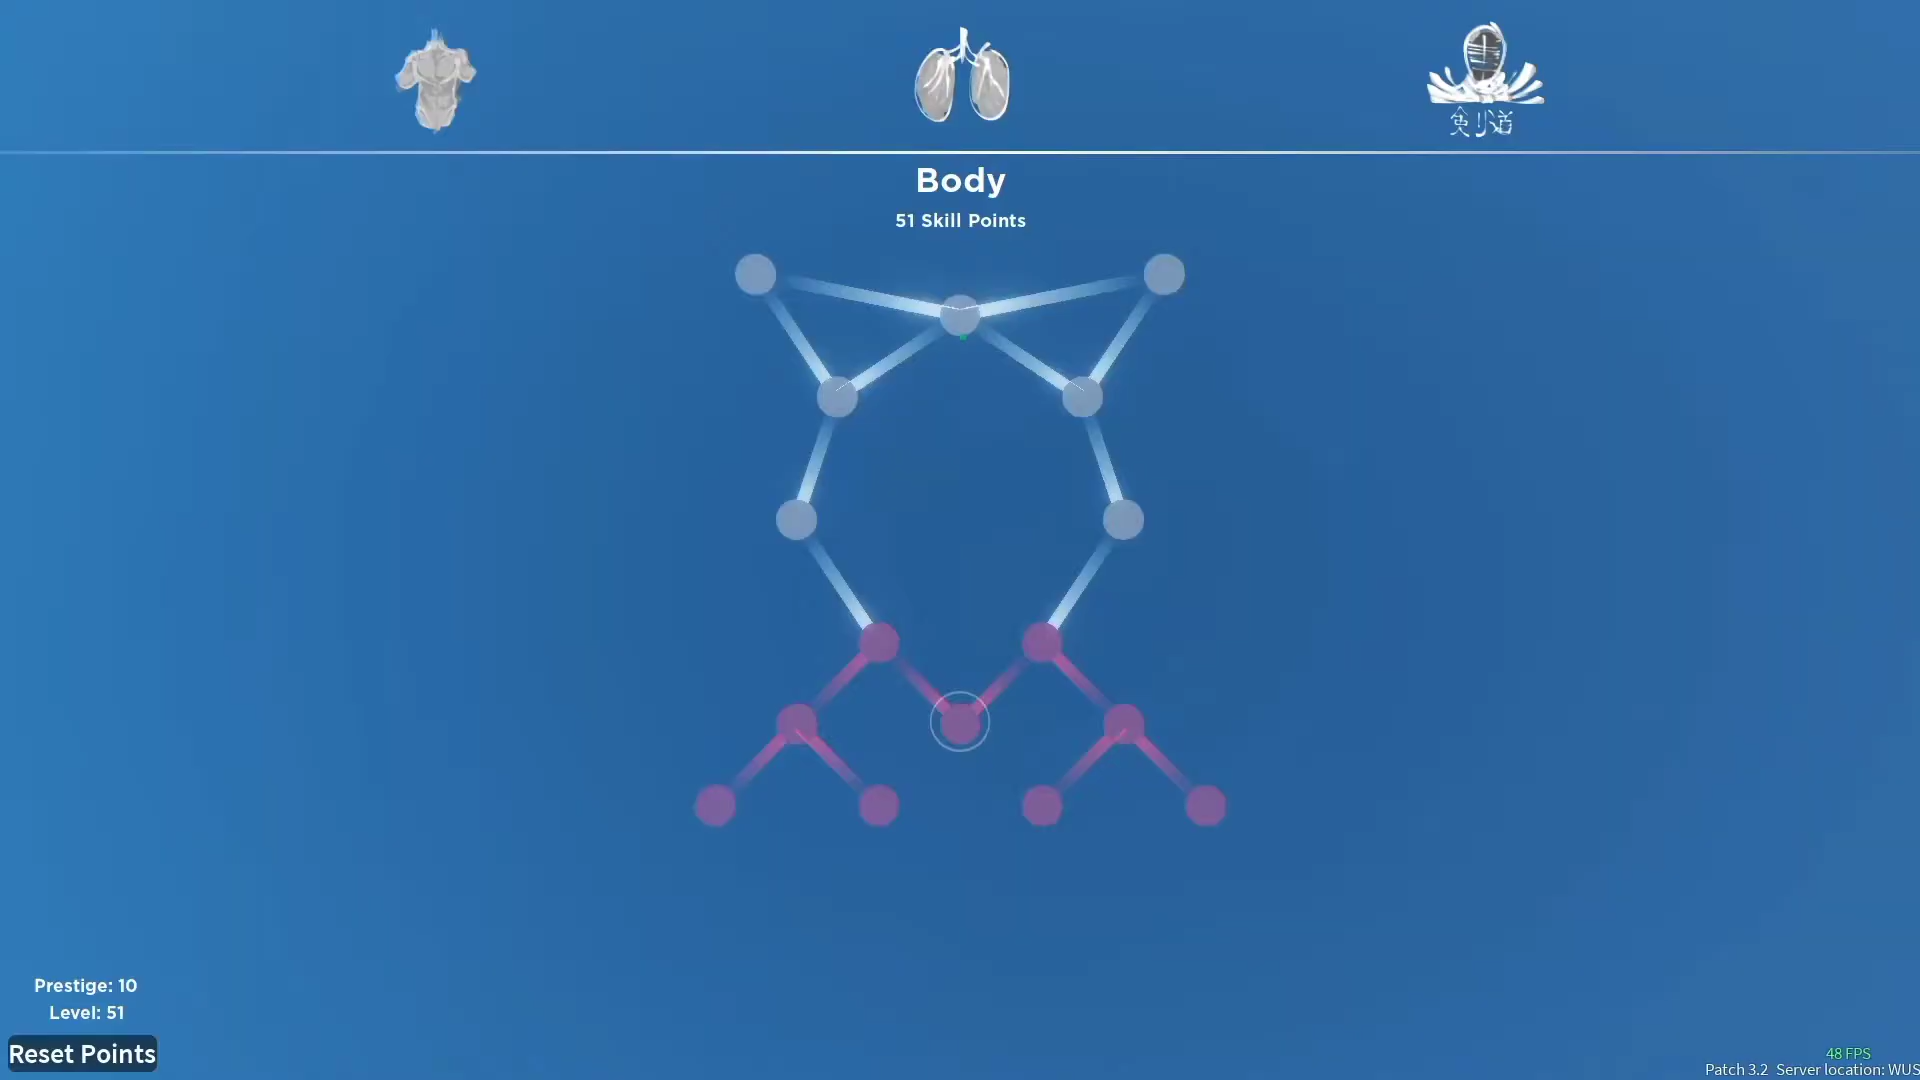 Body
51 Skill Points
Prestige: 10
Level: 51
Reset Points
48 FPS
Patch 3.2 Server location: WUS